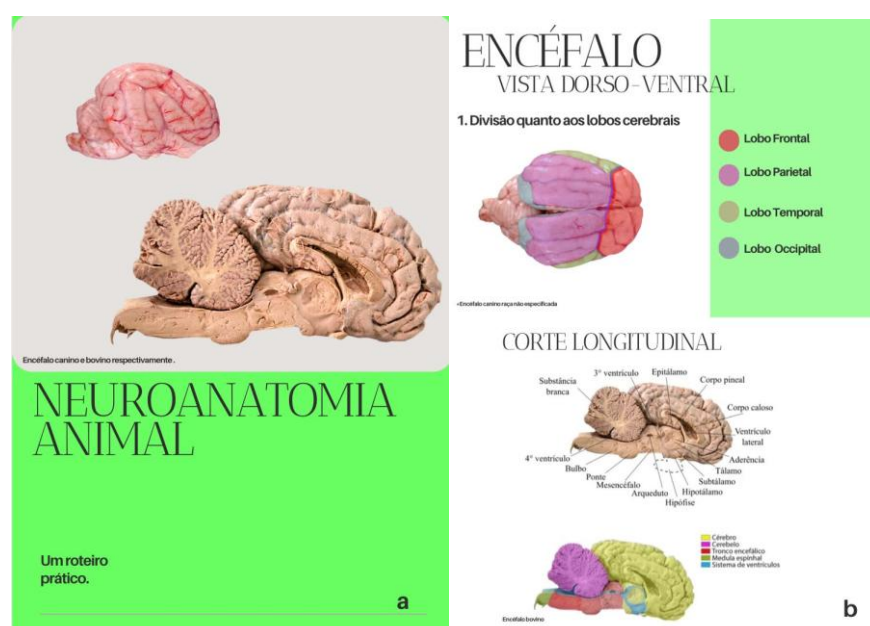 Encéfalo canino e bovino respectivamente .
NEUROANATOMIA
ANIMAL
Um roteiro
prático.
a
ENCÉFALO
VISTA DORSO-VENTRAL
1. Divisão quanto aos lobos cerebrais
Lobo Frontal
Lobo Parietal
Lobo Temporal
Lobo Occipital
*Encéfalo canino raça não especificada
CORTE LONGITUDINAL
Substância
branca
3° ventrículo
Epitálamo
Corpo pineal
Corpo caloso
Ventrículo
lateral
Aderência
Tálamo
Subtálamo
Hipotálamo
Hipófise
Arqueduto
Mesencéfalo
Ponte
Bulbo
4° ventrículo
Cérebro
Cerebelo
Tronco encefálico
Medula espinhal
Sistema de ventrículos
Encéfalo bovino
b